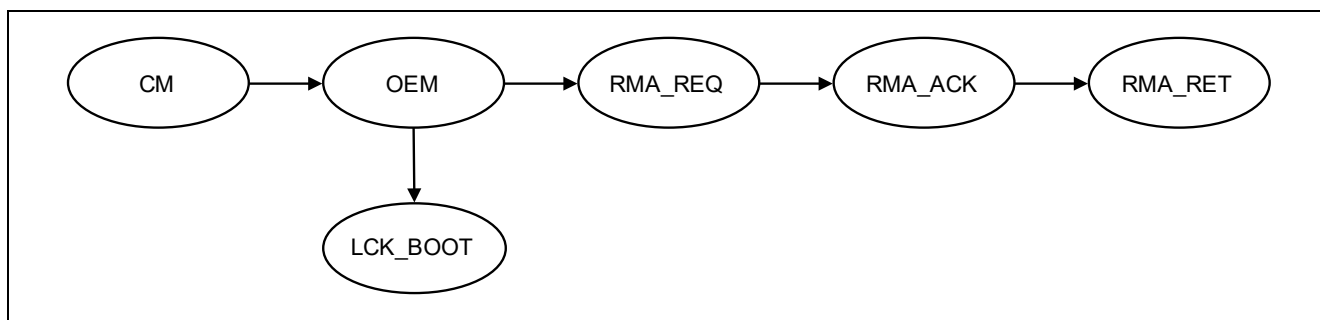 CM
OEM
RMA_REQ
RMA_ACK
RMA_RET
LCK_BOOT